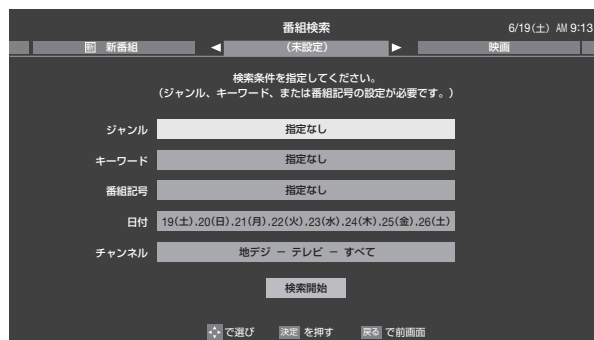 番組検索
6/19(土) AM 9:13
新 新番組 ◀ (未設定) ▶ 映画
検索条件を指定してください。
(ジャンル、キーワード、または番組記号の設定が必要です。)
ジャンル 指定なし
キーワード 指定なし
番組記号 指定なし
日付 19(土).20(日).21(月).22(火).23(水).24(木).25(金).26(土)
チャンネル 地デジ − テレビ − すべて
検索開始
で選び 決定 を押す 戻る で前画面